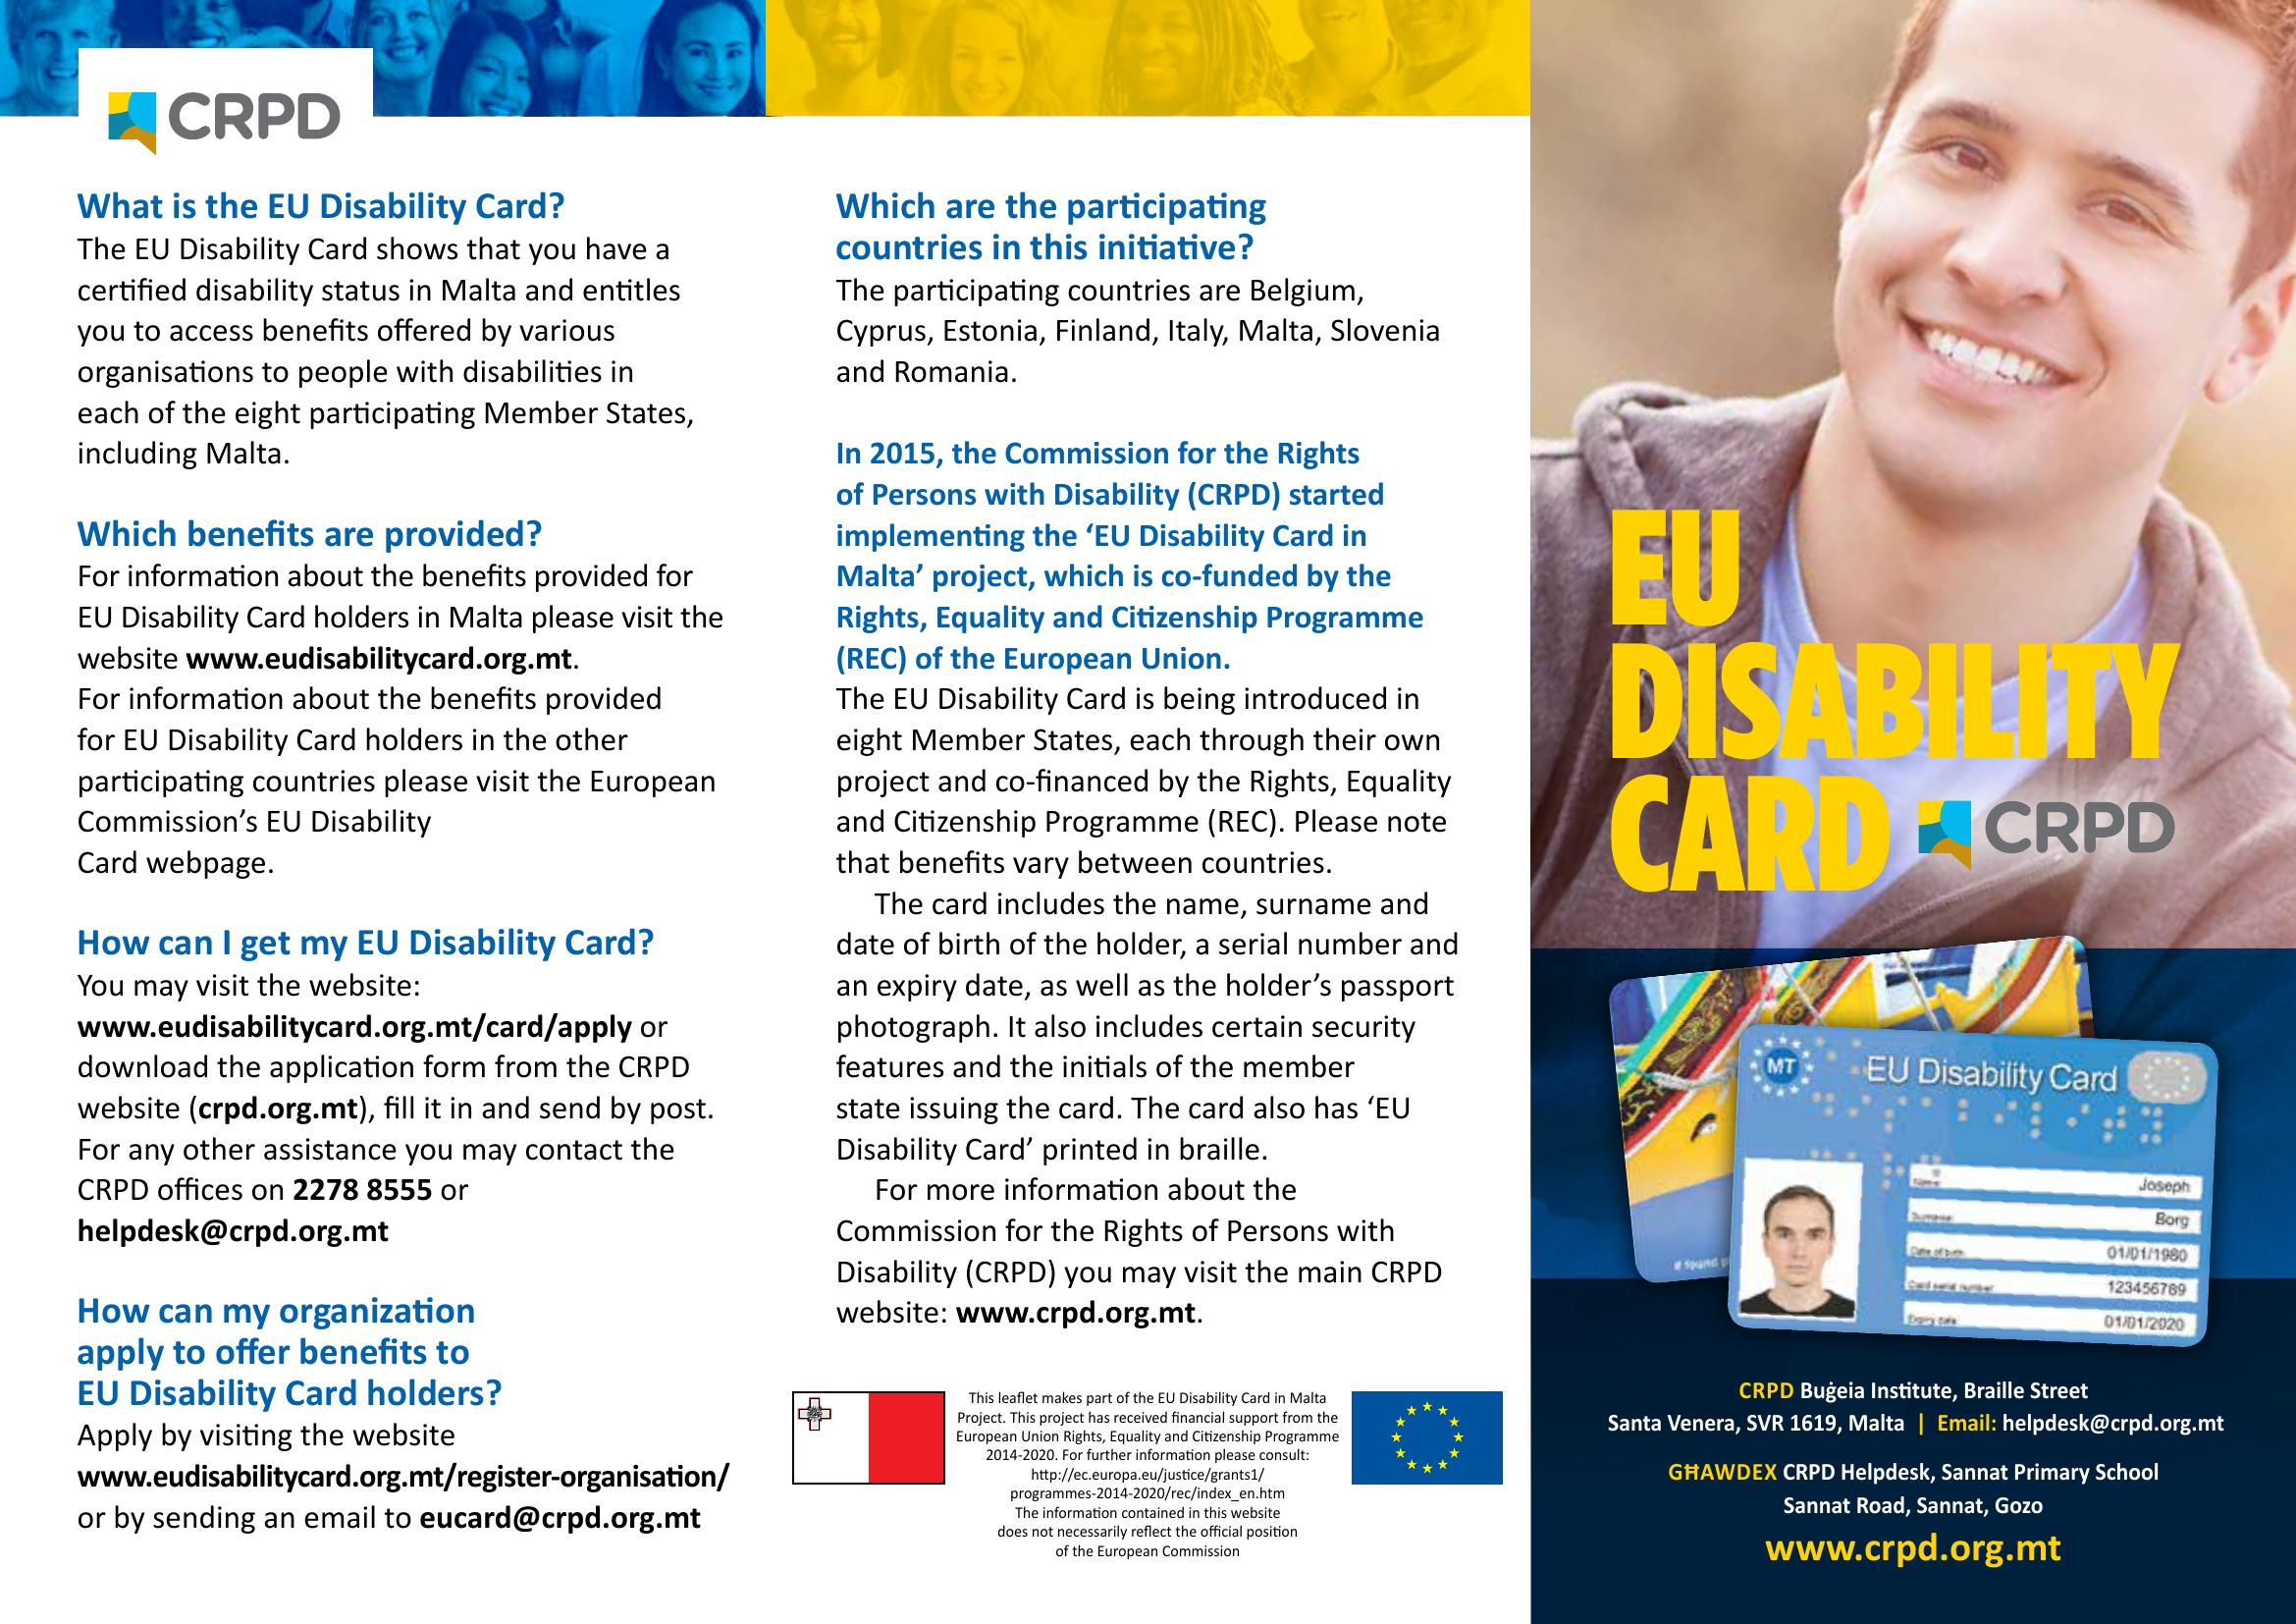 CRPD
What is the EU Disability Card?
The EU Disability Card shows that you have a
certified disability status in Malta and entitles
you to access benefits offered by various
organisations to people with disabilities in
each of the eight participating Member States,
including Malta.
Which benefits are provided?
For information about the benefits provided for
EU Disability Card holders in Malta please visit the
website www.eudisabilitycard.org.mt.
For information about the benefits provided
for EU Disability Card holders in the other
participating countries please visit the European
Commission’s EU Disability
Card webpage.
How can I get my EU Disability Card?
You may visit the website:
www.eudisabilitycard.org.mt/card/apply or
download the application form from the CRPD
website (crpd.org.mt), fill it in and send by post.
For any other assistance you may contact the
CRPD offices on 2278 8555 or
helpdesk@crpd.org.mt
How can my organization
apply to offer benefits to
EU Disability Card holders?
Apply by visiting the website
www.eudisabilitycard.org.mt/register-organisation/
or by sending an email to eucard@crpd.org.mt
Which are the participating
countries in this initiative?
The participating countries are Belgium,
Cyprus, Estonia, Finland, Italy, Malta, Slovenia
and Romania.
In 2015, the Commission for the Rights
of Persons with Disability (CRPD) started
implementing the ‘EU Disability Card in
Malta’ project, which is co-funded by the
Rights, Equality and Citizenship Programme
(REC) of the European Union.
The EU Disability Card is being introduced in
eight Member States, each through their own
project and co-financed by the Rights, Equality
and Citizenship Programme (REC). Please note
that benefits vary between countries.
The card includes the name, surname and
date of birth of the holder, a serial number and
an expiry date, as well as the holder’s passport
photograph. It also includes certain security
features and the initials of the member
state issuing the card. The card also has ‘EU
Disability Card’ printed in braille.
For more information about the
Commission for the Rights of Persons with
Disability (CRPD) you may visit the main CRPD
website: www.crpd.org.mt.
This leaflet makes part of the EU Disability Card in Malta
Project. This project has received financial support from the
European Union Rights, Equality and Citizenship Programme
2014-2020. For further information please consult:
http://ec.europa.eu/justice/grants1/
programmes-2014-2020/rec/index_en.htm
The information contained in this website
does not necessarily reflect the official position
of the European Commission
EU
DISABILITY
CARD CRPD
MT EU Disability Card
Name Joseph
Surname Borg
Date of birth 01/01/1980
Card serial number 123456789
Expiry date 01/01/2020
If found
CRPD Buġeia Institute, Braille Street
Santa Venera, SVR 1619, Malta | Email: helpdesk@crpd.org.mt
GĦAWDEX CRPD Helpdesk, Sannat Primary School
Sannat Road, Sannat, Gozo
www.crpd.org.mt